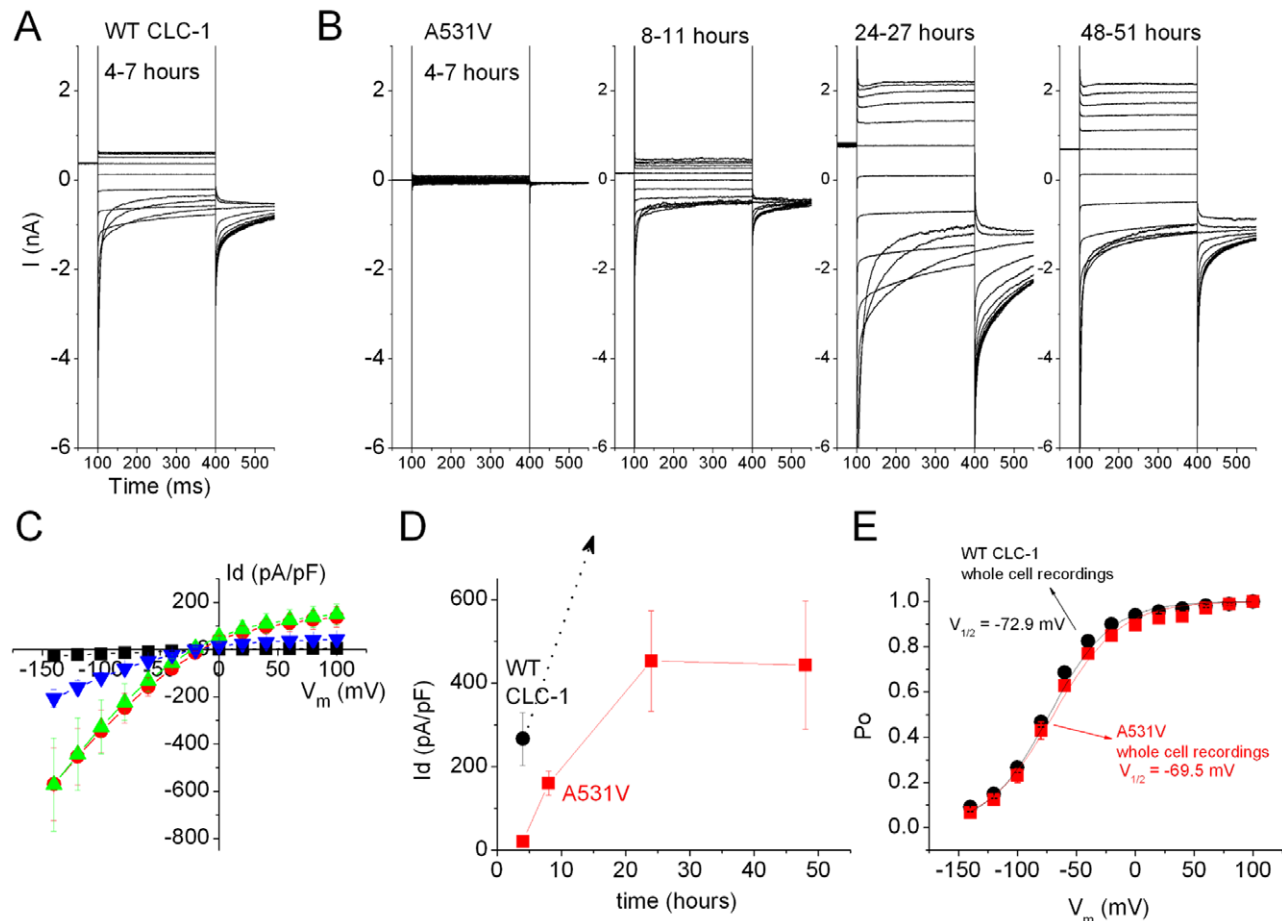 A
WT CLC-1
4-7 hours
2
0
-2
-4
-6
I (nA)
100 200 300 400 500
Time (ms)
B
A531V
4-7 hours
2
0
-2
-4
-6
100 200 300 400 500
8-11 hours
2
0
-2
-4
-6
100 200 300 400 500
24-27 hours
2
0
-2
-4
-6
100 200 300 400 500
48-51 hours
2
0
-2
-4
-6
100 200 300 400 500
C
Id (pA/pF)
200
-150 -100 -50 0 50 100
Vm (mV)
-200
-400
-600
-800
D
Id (pA/pF)
600
400
200
0
WT
CLC-1
A531V
0 10 20 30 40 50
time (hours)
E
WT CLC-1
whole cell recordings
V1/2 = -72.9 mV
Po
1.0
0.8
0.6
0.4
0.2
0.0
A531V
whole cell recordings
V1/2 = -69.5 mV
-150 -100 -50 0 50 100
Vm (mV)